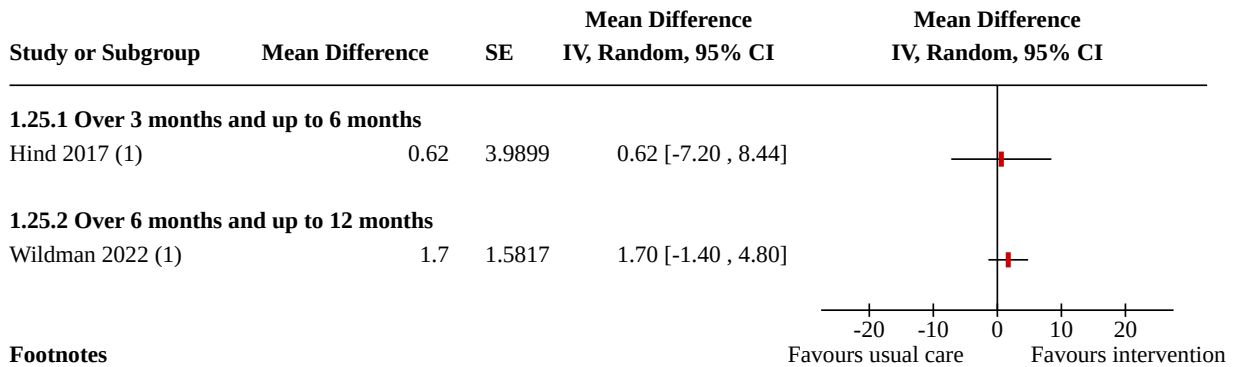 Mean Difference Mean Difference
Study or Subgroup Mean Difference SE IV, Random, 95% CI IV, Random, 95% CI
1.25.1 Over 3 months and up to 6 months
Hind 2017 (1) 0.62 3.9899 0.62 [-7.20 , 8.44]
1.25.2 Over 6 months and up to 12 months
Wildman 2022 (1) 1.7 1.5817 1.70 [-1.40 , 4.80]
-20 -10 0 10 20
Footnotes Favours usual care Favours intervention